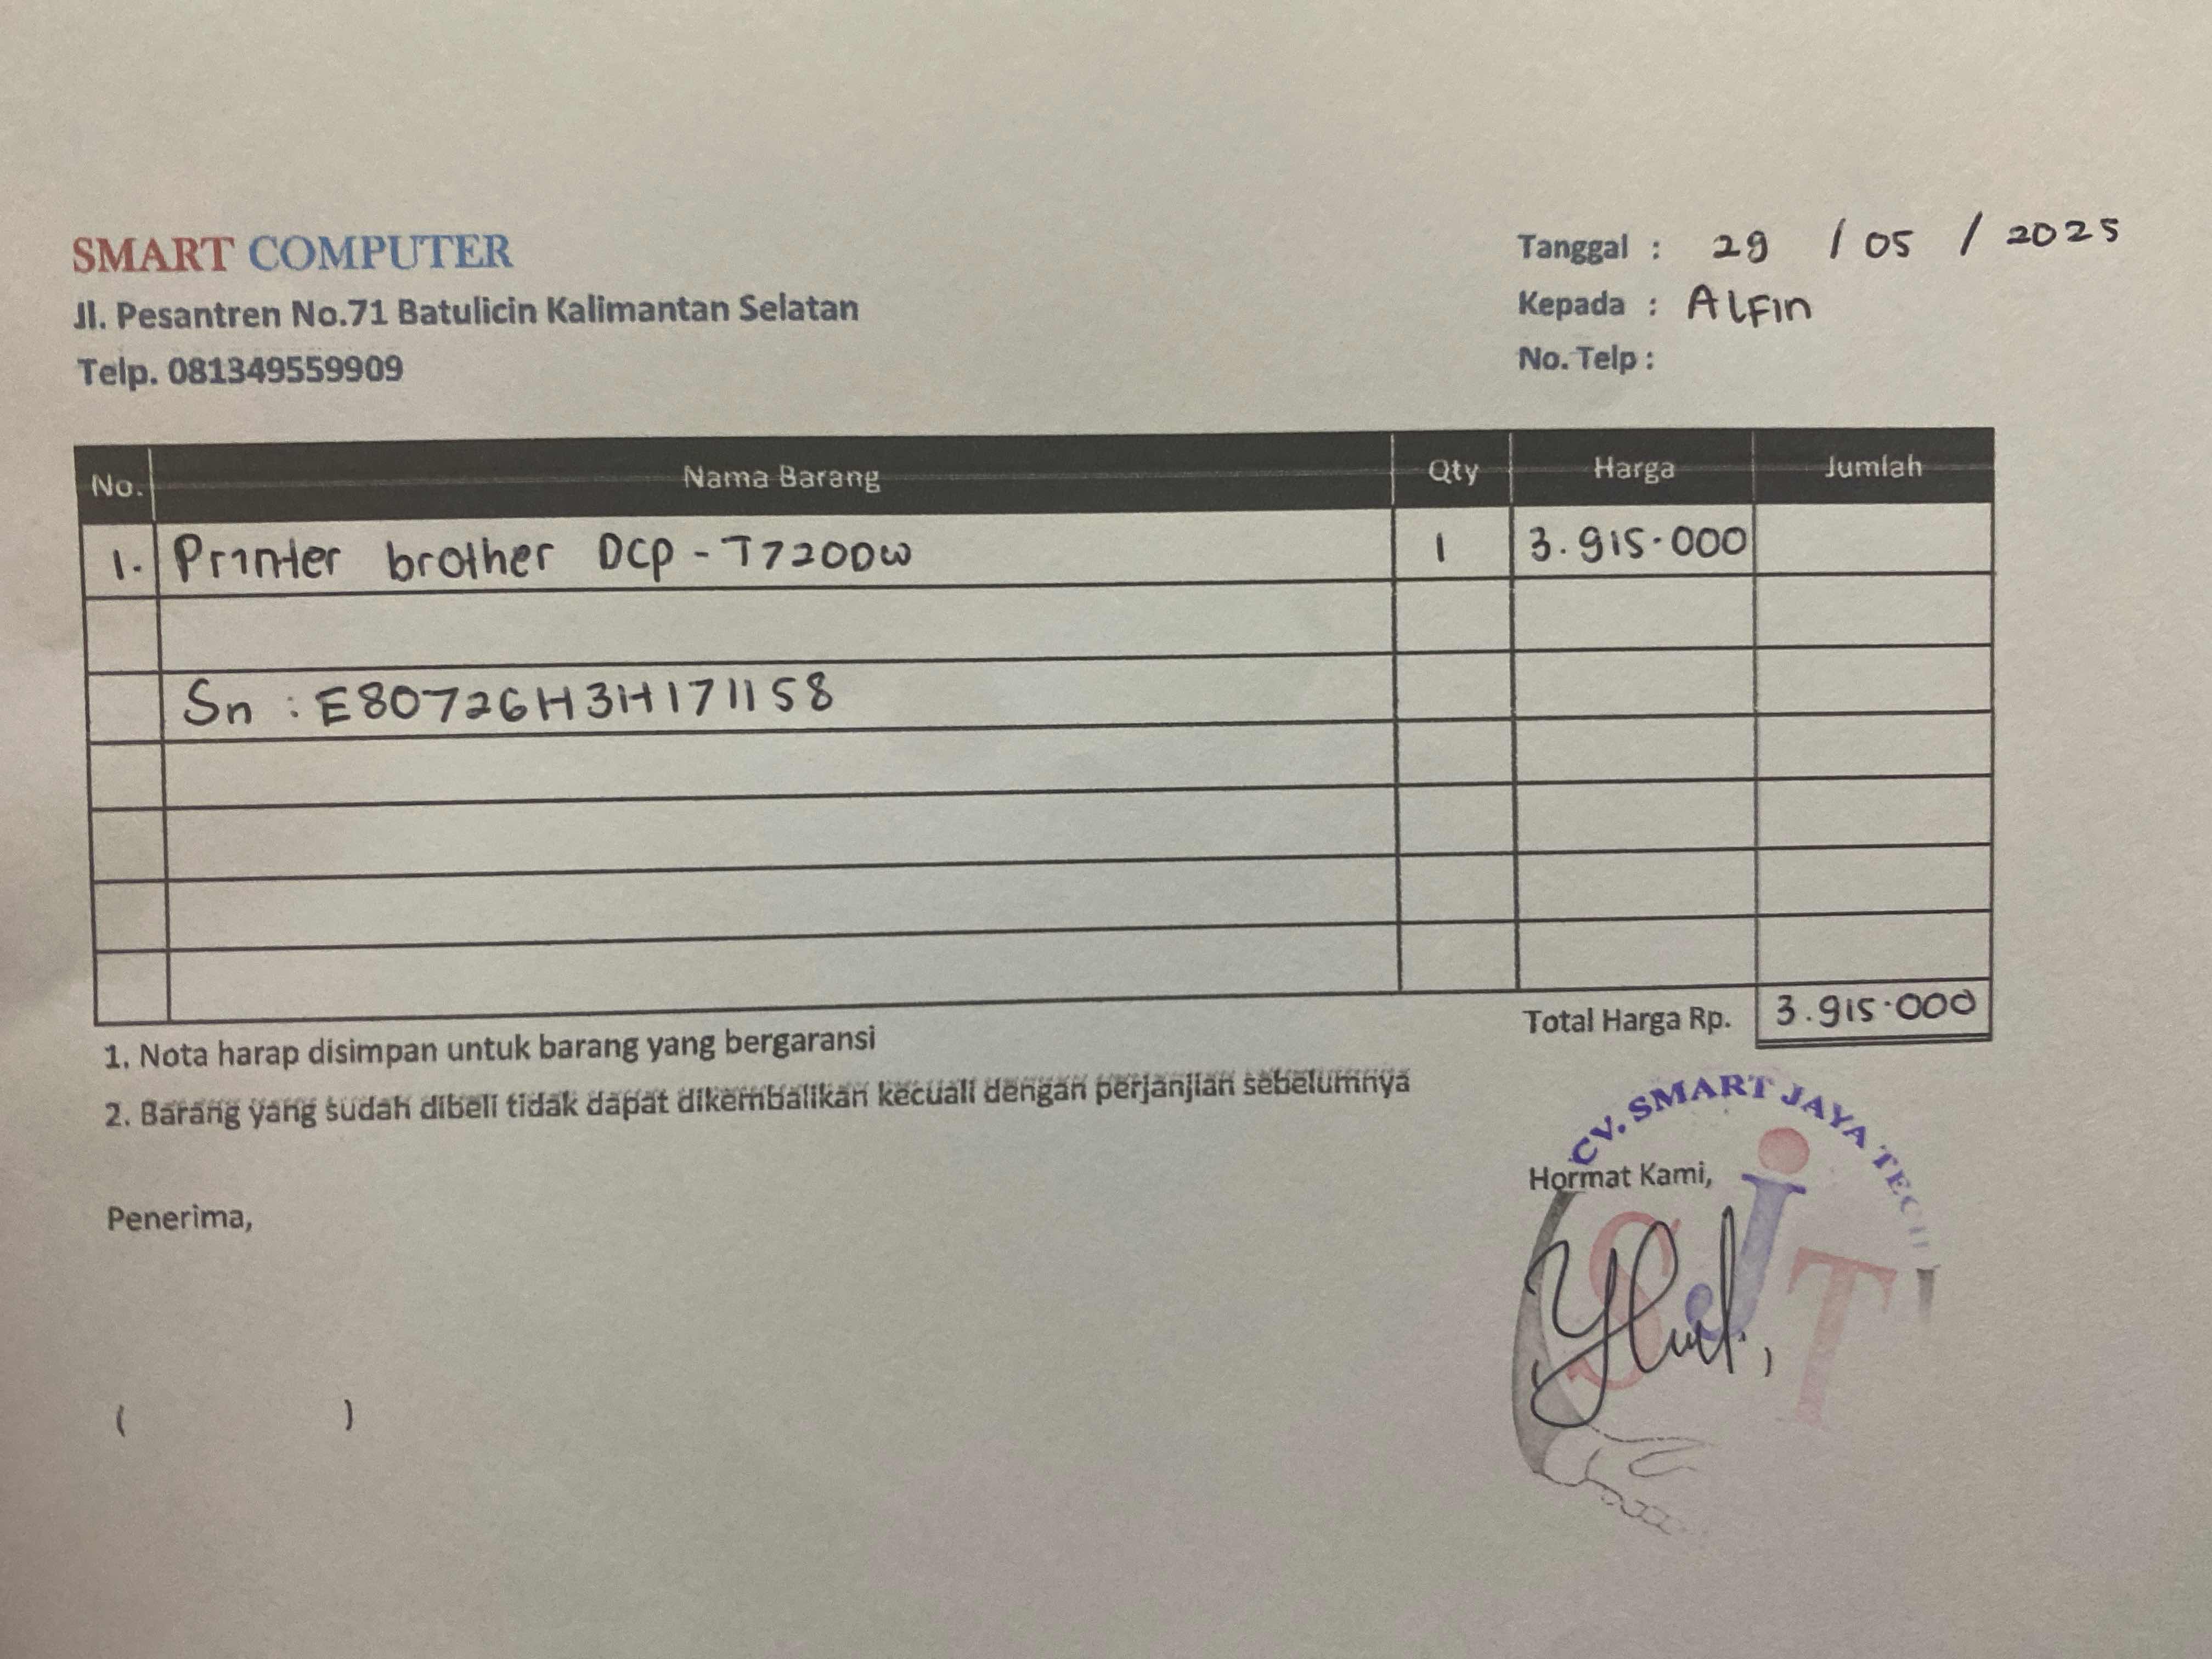 SMART COMPUTER
Jl. Pesantren No.71 Batulicin Kalimantan Selatan
Telp. 081349559909
Tanggal : 29 / 05 / 2025
Kepada : ALFIn
No. Telp :
No. Nama Barang Qty Harga Jumlah
1. Printer brother DCP - T720DW 1 3.915.000
Sn : E80726H3H171158
Total Harga Rp. 3.915.000
1. Nota harap disimpan untuk barang yang bergaransi
2. Barang yang sudah dibeli tidak dapat dikembalikan kecuali dengan perjanjian sebelumnya
CV. SMART JAYA TECH
Hormat Kami,
SJT
Penerima,
( )